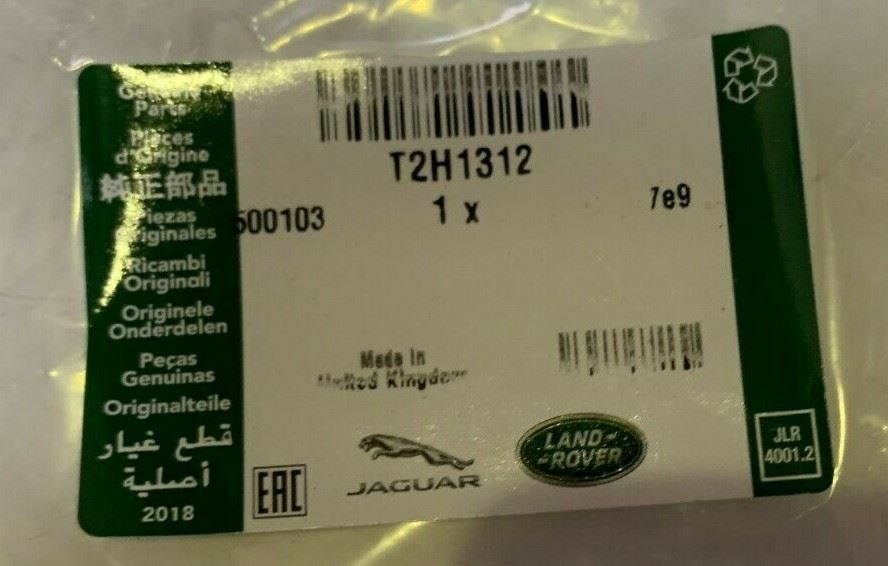 Parts
Pièces
d'Origine
純正部品
Piezas
Originales
Ricambi
Originali
Originele
Onderdelen
Peças
Genuinas
Originalteile
قطع غيار
أصلية
2018
T2H1312
500103
1 x
7e9
Made In
United Kingdom
EAC
JAGUAR
LAND-
-ROVER
JLR
4001.2